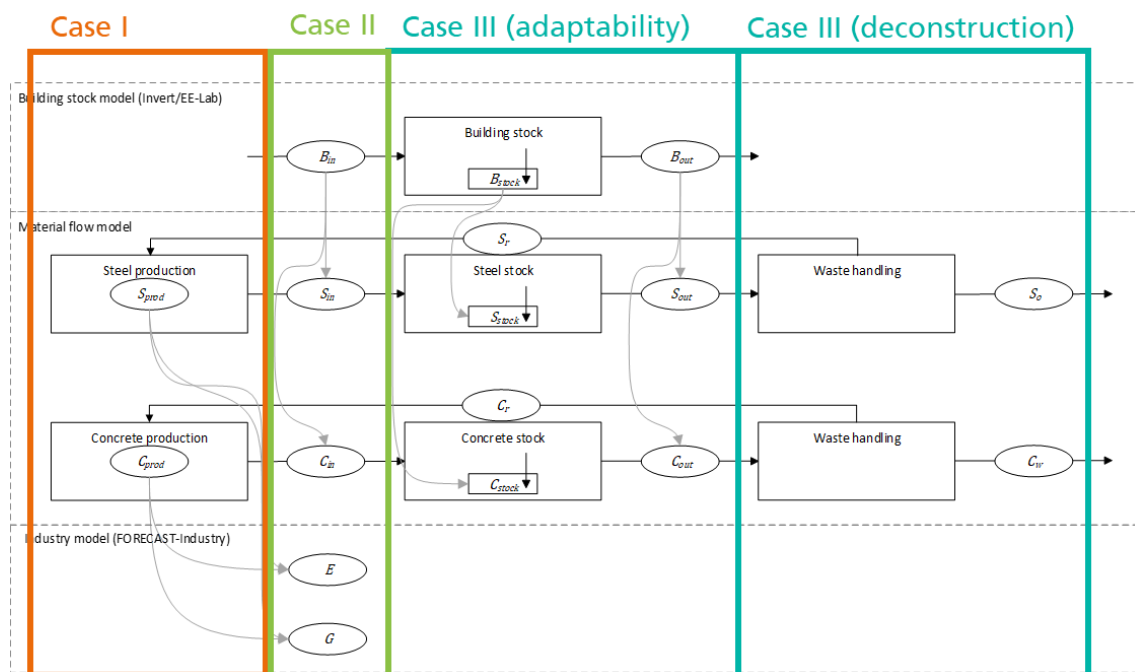 Case I
Case II
Case III (adaptability)
Case III (deconstruction)
Building stock model (Invert/EE-Lab)
Building stock
Bin
Bstock
Bout
Material flow model
Sr
Steel production
Steel stock
Waste handling
Sprod
Sin
Sstock
Sout
So
Cr
Concrete production
Concrete stock
Waste handling
Cprod
Cin
Cstock
Cout
Cw
Industry model (FORECAST-Industry)
E
G